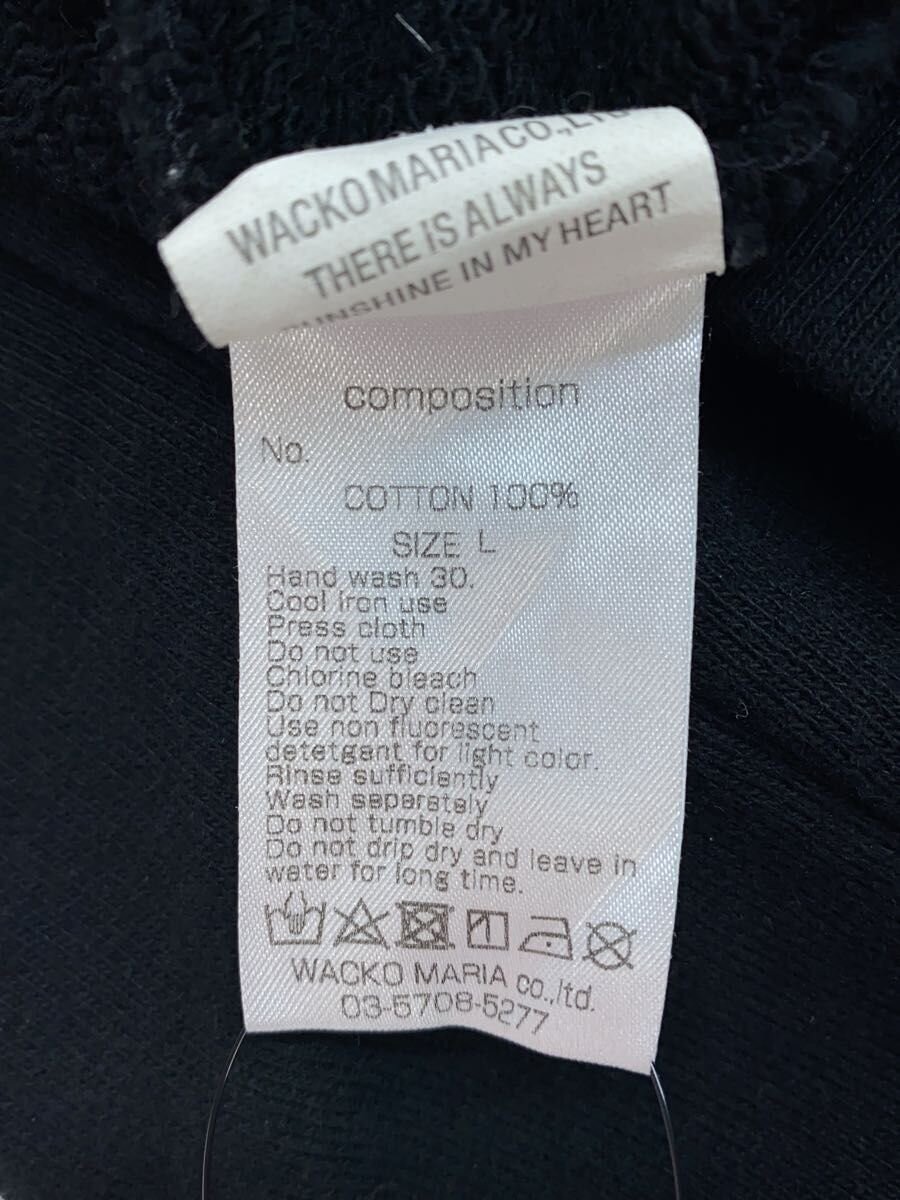 WACKO MARIA CO., LTD.
THERE IS ALWAYS
SUNSHINE IN MY HEART
composition
No.
COTTON 100%
SIZE L
Hand wash 30.
Cool iron use
Press cloth
Do not use
Chlorine bleach
Do not Dry clean
Use non fluorescent
detetgant for light color.
Rinse sufficiently
Wash separately
Do not tumble dry
Do not drip dry and leave in
water for long time.
WACKO MARIA co.,ltd.
03-5708-5277